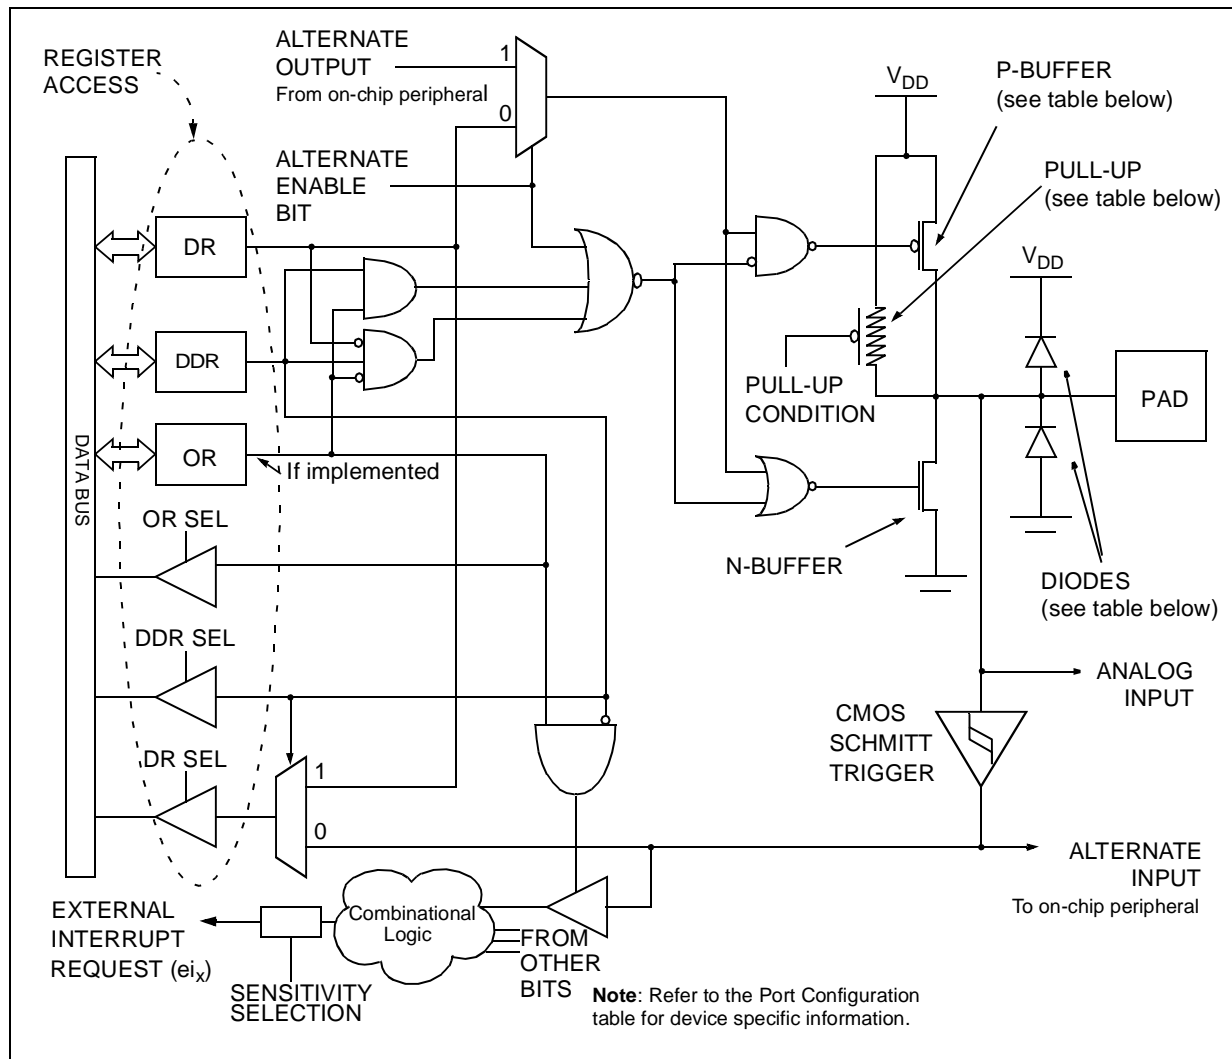 REGISTER
ACCESS
ALTERNATE
OUTPUT
From on-chip peripheral
1
0
ALTERNATE
ENABLE
BIT
VDD
P-BUFFER
(see table below)
PULL-UP
(see table below)
DR
DDR
OR
If implemented
DATA BUS
PULL-UP
CONDITION
VDD
PAD
N-BUFFER
DIODES
(see table below)
OR SEL
DDR SEL
DR SEL
1
0
ANALOG
INPUT
CMOS
SCHMITT
TRIGGER
ALTERNATE
INPUT
To on-chip peripheral
EXTERNAL
INTERRUPT
REQUEST (eix)
Combinational
Logic
SENSITIVITY
SELECTION
FROM
OTHER
BITS
Note: Refer to the Port Configuration
table for device specific information.